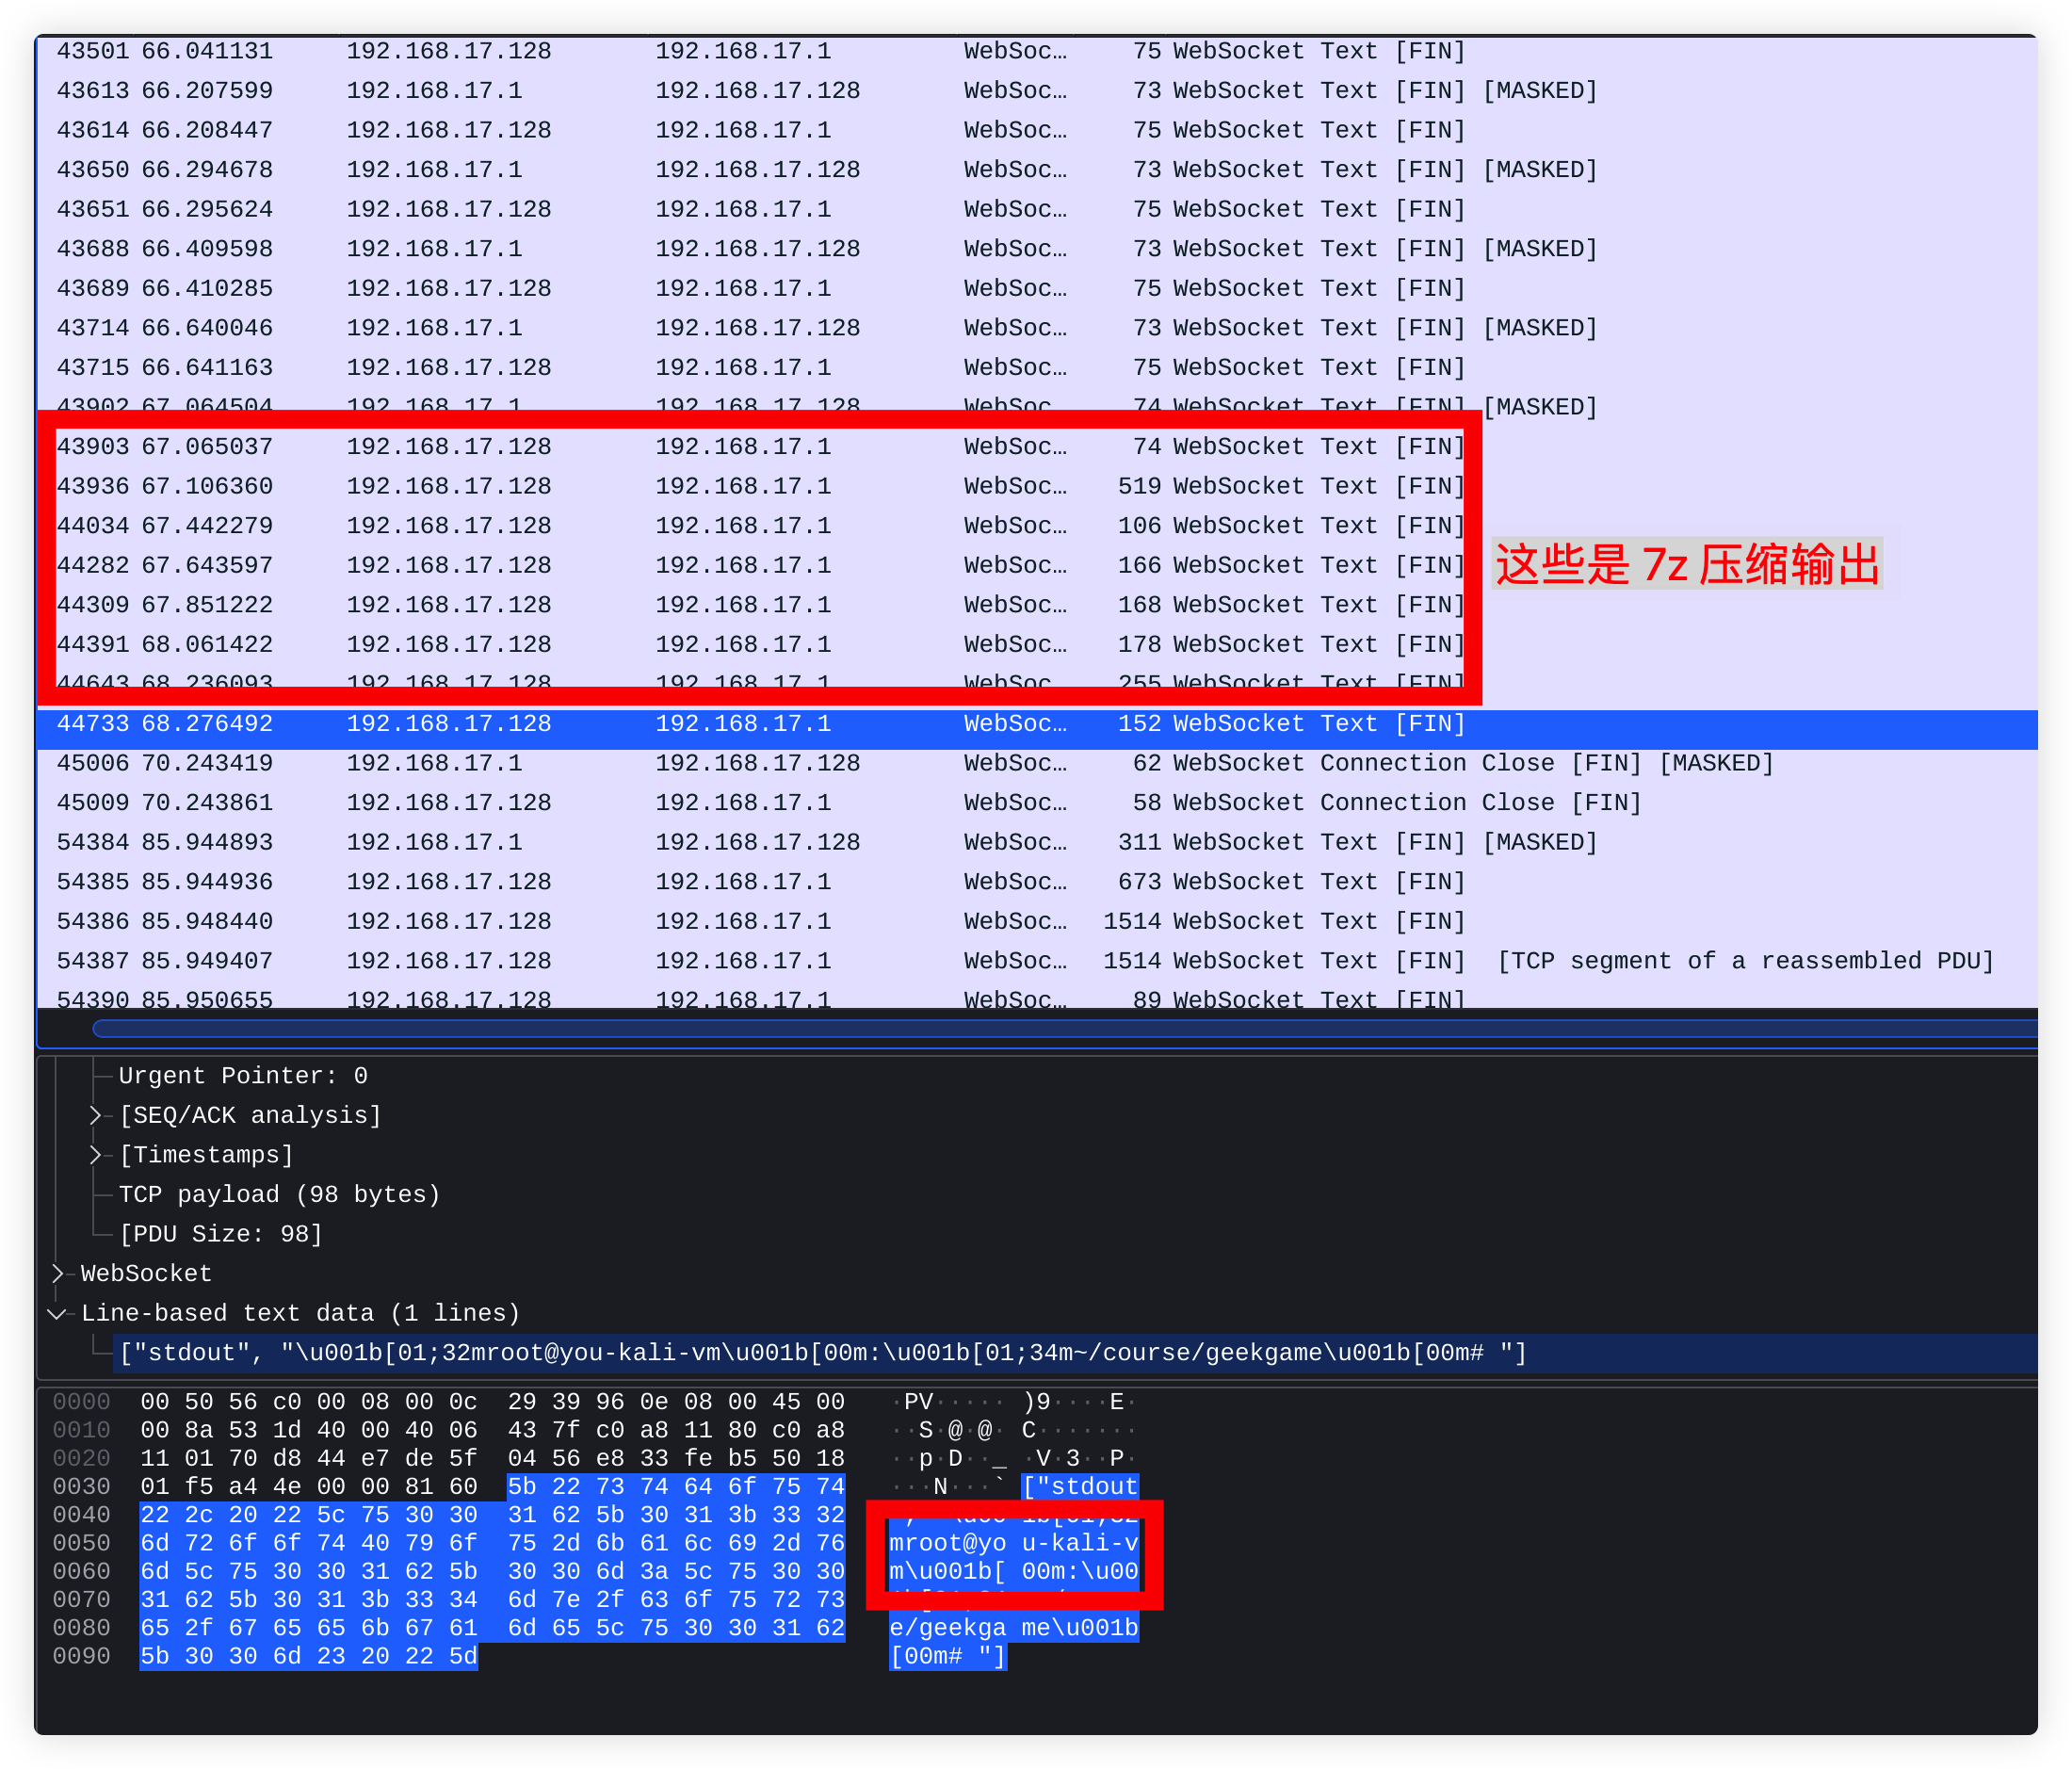 43501 66.041131 192.168.17.128 192.168.17.1 WebSoc… 75 WebSocket Text [FIN]
43613 66.207599 192.168.17.1 192.168.17.128 WebSoc… 73 WebSocket Text [FIN] [MASKED]
43614 66.208447 192.168.17.128 192.168.17.1 WebSoc… 75 WebSocket Text [FIN]
43650 66.294678 192.168.17.1 192.168.17.128 WebSoc… 73 WebSocket Text [FIN] [MASKED]
43651 66.295624 192.168.17.128 192.168.17.1 WebSoc… 75 WebSocket Text [FIN]
43688 66.409598 192.168.17.1 192.168.17.128 WebSoc… 73 WebSocket Text [FIN] [MASKED]
43689 66.410285 192.168.17.128 192.168.17.1 WebSoc… 75 WebSocket Text [FIN]
43714 66.640046 192.168.17.1 192.168.17.128 WebSoc… 73 WebSocket Text [FIN] [MASKED]
43715 66.641163 192.168.17.128 192.168.17.1 WebSoc… 75 WebSocket Text [FIN]
43902 67.064504 192.168.17.1 192.168.17.128 WebSoc… 74 WebSocket Text [FIN] [MASKED]
43903 67.065037 192.168.17.128 192.168.17.1 WebSoc… 74 WebSocket Text [FIN]
43936 67.106360 192.168.17.128 192.168.17.1 WebSoc… 519 WebSocket Text [FIN]
44034 67.442279 192.168.17.128 192.168.17.1 WebSoc… 106 WebSocket Text [FIN]
44282 67.643597 192.168.17.128 192.168.17.1 WebSoc… 166 WebSocket Text [FIN]
这些是 7z 压缩输出
44309 67.851222 192.168.17.128 192.168.17.1 WebSoc… 168 WebSocket Text [FIN]
44391 68.061422 192.168.17.128 192.168.17.1 WebSoc… 178 WebSocket Text [FIN]
44643 68.236093 192.168.17.128 192.168.17.1 WebSoc… 255 WebSocket Text [FIN]
44733 68.276492 192.168.17.128 192.168.17.1 WebSoc… 152 WebSocket Text [FIN]
45006 70.243419 192.168.17.1 192.168.17.128 WebSoc… 62 WebSocket Connection Close [FIN] [MASKED]
45009 70.243861 192.168.17.128 192.168.17.1 WebSoc… 58 WebSocket Connection Close [FIN]
54384 85.944893 192.168.17.1 192.168.17.128 WebSoc… 311 WebSocket Text [FIN] [MASKED]
54385 85.944936 192.168.17.128 192.168.17.1 WebSoc… 673 WebSocket Text [FIN]
54386 85.948440 192.168.17.128 192.168.17.1 WebSoc… 1514 WebSocket Text [FIN]
54387 85.949407 192.168.17.128 192.168.17.1 WebSoc… 1514 WebSocket Text [FIN] [TCP segment of a reassembled PDU]
54390 85.950655 192.168.17.128 192.168.17.1 WebSoc… 89 WebSocket Text [FIN]
Urgent Pointer: 0
[SEQ/ACK analysis]
[Timestamps]
TCP payload (98 bytes)
[PDU Size: 98]
WebSocket
Line-based text data (1 lines)
["stdout", "\u001b[01;32mroot@you-kali-vm\u001b[00m:\u001b[01;34m~/course/geekgame\u001b[00m# "]
0000 00 50 56 c0 00 08 00 0c 29 39 96 0e 08 00 45 00 ·PV····· )9····E·
0010 00 8a 53 1d 40 00 40 06 43 7f c0 a8 11 80 c0 a8 ··S·@·@· C·······
0020 11 01 70 d8 44 e7 de 5f 04 56 e8 33 fe b5 50 18 ··p·D··_ ·V·3··P·
0030 01 f5 a4 4e 00 00 81 60 5b 22 73 74 64 6f 75 74 ···N···` ["stdout
0040 22 2c 20 22 5c 75 30 30 31 62 5b 30 31 3b 33 32
0050 6d 72 6f 6f 74 40 79 6f 75 2d 6b 61 6c 69 2d 76 mroot@yo u-kali-v
0060 6d 5c 75 30 30 31 62 5b 30 30 6d 3a 5c 75 30 30 m\u001b[ 00m:\u00
0070 31 62 5b 30 31 3b 33 34 6d 7e 2f 63 6f 75 72 73
0080 65 2f 67 65 65 6b 67 61 6d 65 5c 75 30 30 31 62 e/geekga me\u001b
0090 5b 30 30 6d 23 20 22 5d [00m# "]